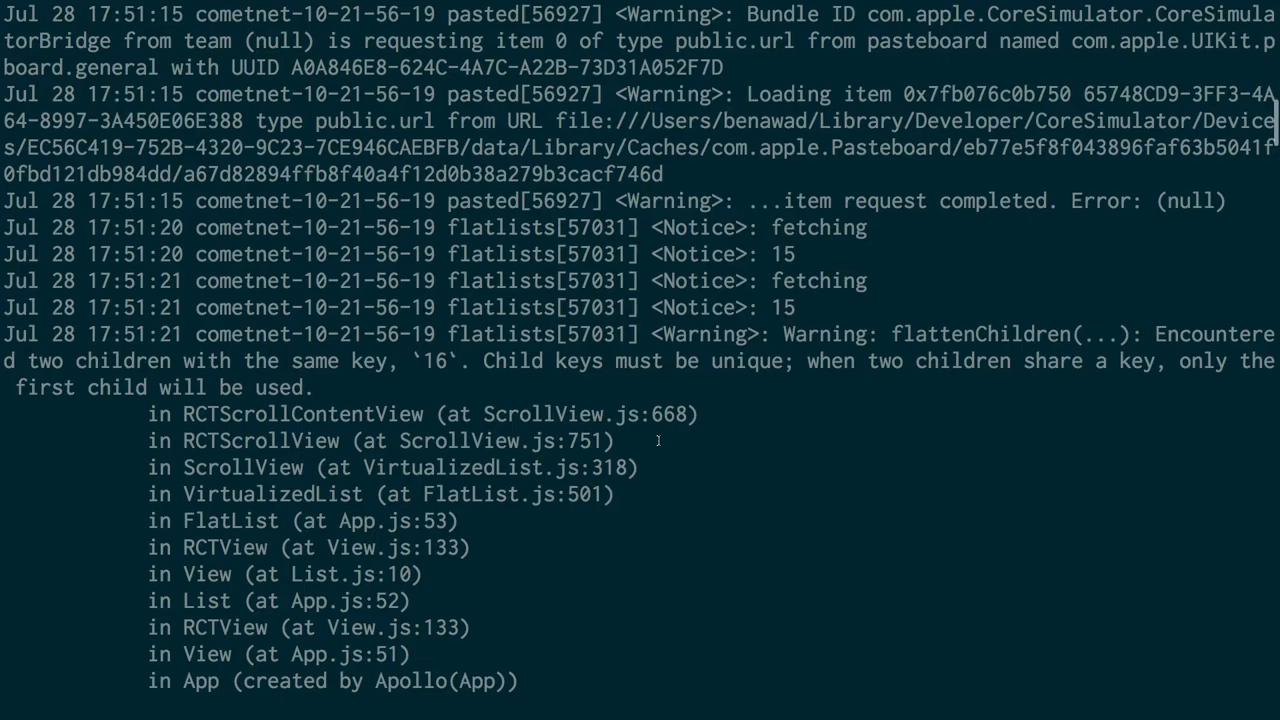 Jul 28 17:51:15 cometnet-10-21-56-19 pasted[56927] <Warning>: Bundle ID com.apple.CoreSimulator.CoreSimula
torBridge from team (null) is requesting item 0 of type public.url from pasteboard named com.apple.UIKit.p
board.general with UUID A0A846E8-624C-4A7C-A22B-73D31A052F7D
Jul 28 17:51:15 cometnet-10-21-56-19 pasted[56927] <Warning>: Loading item 0x7fb076c0b750 65748CD9-3FF3-4A
64-8997-3A450E06E388 type public.url from URL file:///Users/benawad/Library/Developer/CoreSimulator/Device
s/EC56C419-752B-4320-9C23-7CE946CAEBFB/data/Library/Caches/com.apple.Pasteboard/eb77e5f8f043896faf63b5041f
0fbd121db984dd/a67d82894ffb8f40a4f12d0b38a279b3cacf746d
Jul 28 17:51:15 cometnet-10-21-56-19 pasted[56927] <Warning>: ...item request completed. Error: (null)
Jul 28 17:51:20 cometnet-10-21-56-19 flatlists[57031] <Notice>: fetching
Jul 28 17:51:20 cometnet-10-21-56-19 flatlists[57031] <Notice>: 15
Jul 28 17:51:21 cometnet-10-21-56-19 flatlists[57031] <Notice>: fetching
Jul 28 17:51:21 cometnet-10-21-56-19 flatlists[57031] <Notice>: 15
Jul 28 17:51:21 cometnet-10-21-56-19 flatlists[57031] <Warning>: Warning: flattenChildren(...): Encountere
d two children with the same key, `16`. Child keys must be unique; when two children share a key, only the
 first child will be used.
in RCTScrollContentView (at ScrollView.js:668)
in RCTScrollView (at ScrollView.js:751)
in ScrollView (at VirtualizedList.js:318)
in VirtualizedList (at FlatList.js:501)
in FlatList (at App.js:53)
in RCTView (at View.js:133)
in View (at List.js:10)
in List (at App.js:52)
in RCTView (at View.js:133)
in View (at App.js:51)
in App (created by Apollo(App))